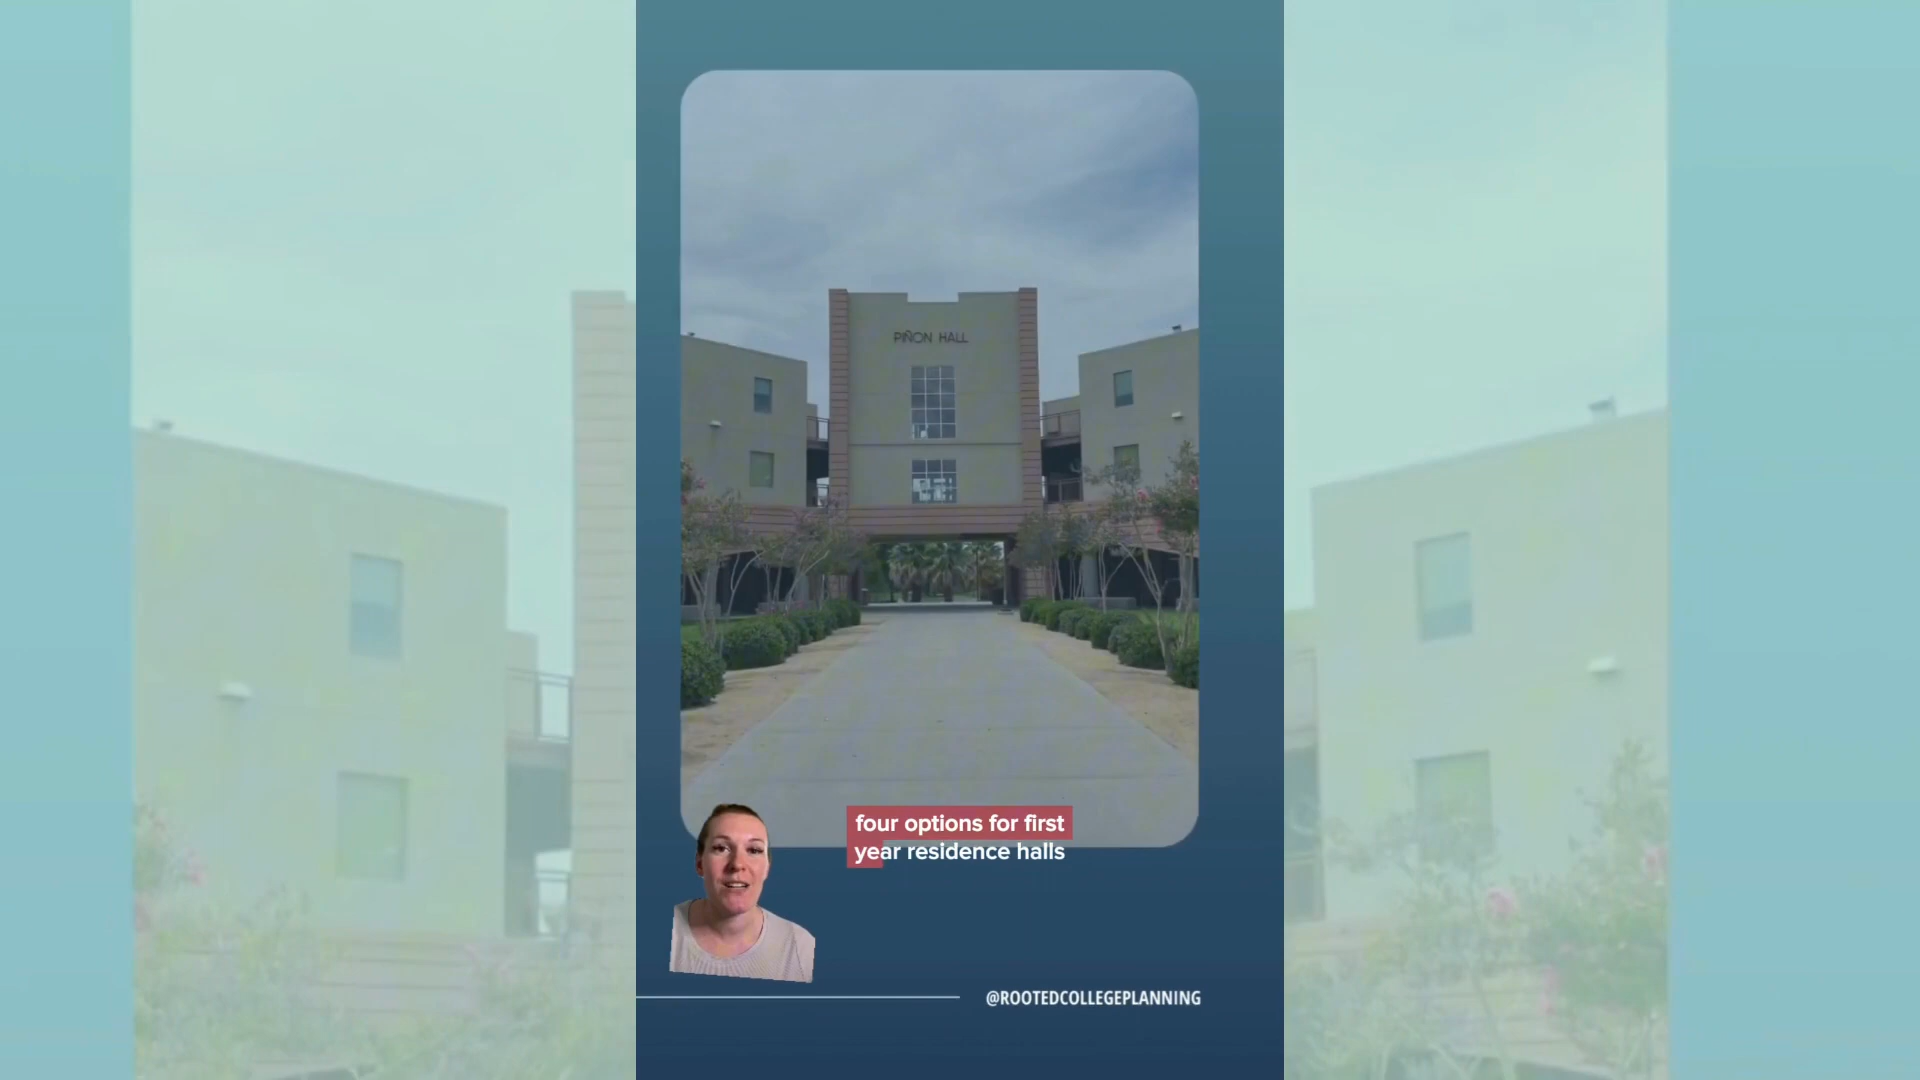 PIÑON HALL
four options for first
year residence halls
@ROOTEDCOLLEGEPLANNING